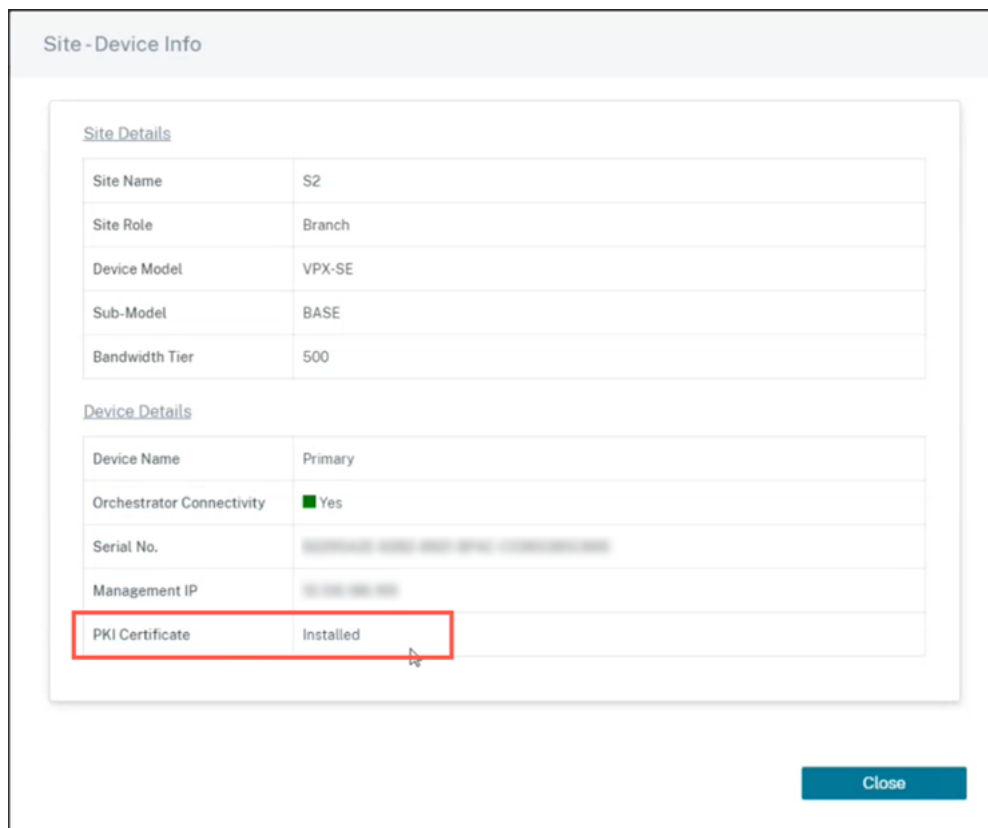 Site - Device Info
Site Details
Site Name S2
Site Role Branch
Device Model VPX-SE
Sub-Model BASE
Bandwidth Tier 500
Device Details
Device Name Primary
Orchestrator Connectivity Yes
Serial No.
Management IP
PKI Certificate Installed
Close